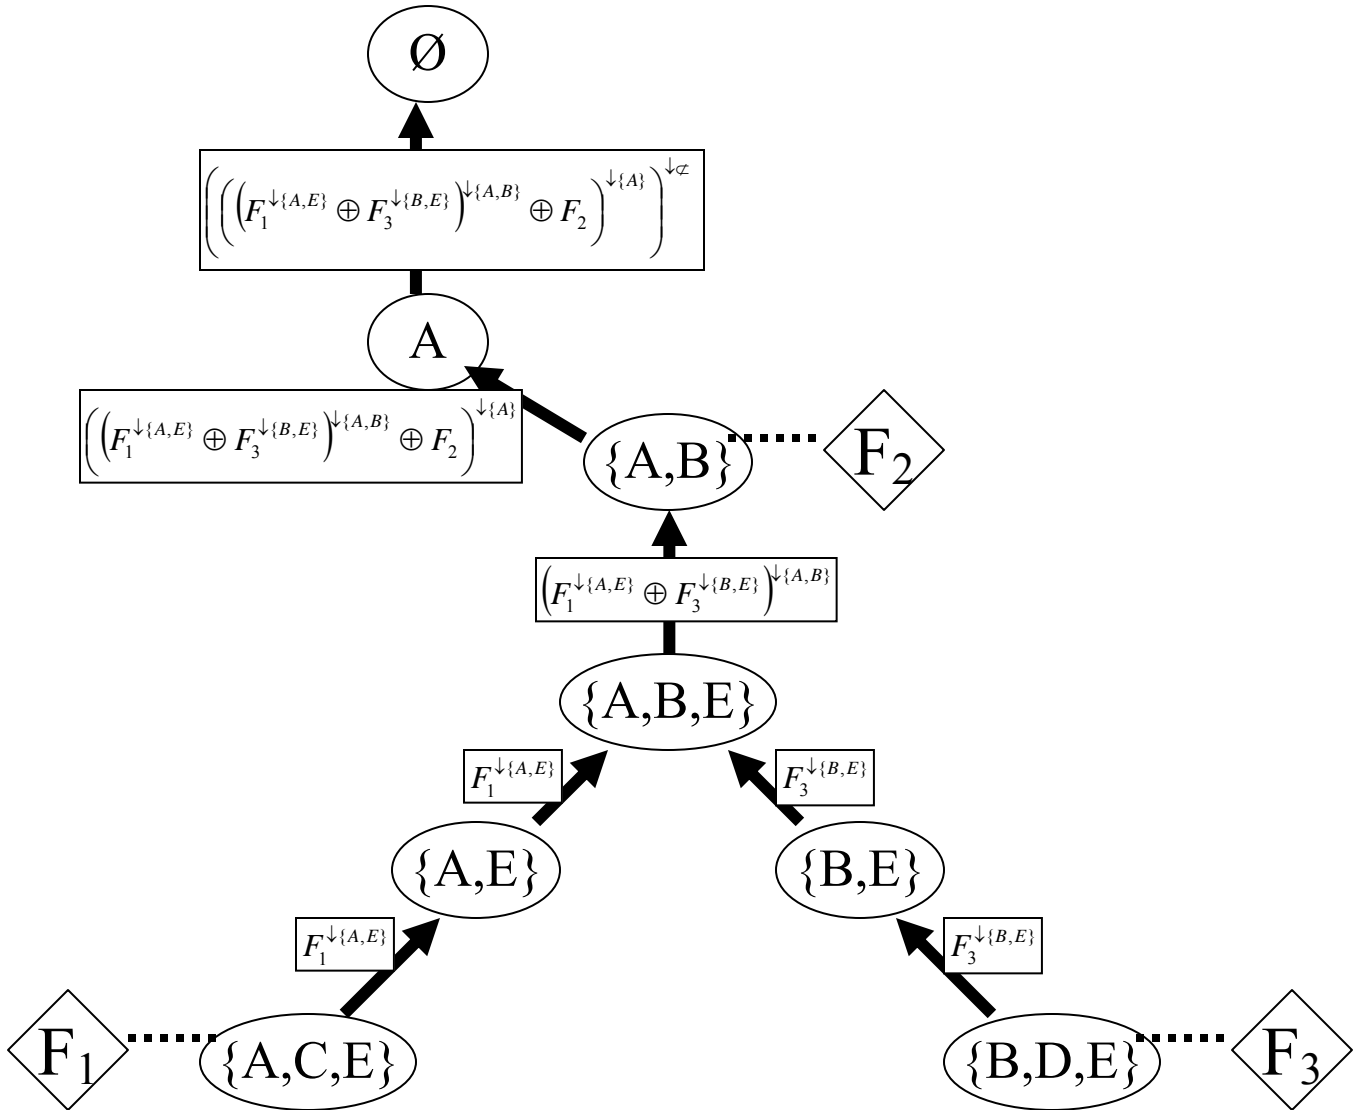 Ø
(((F₁^{↓{A,E}} ⊕ F₃^{↓{B,E}})^{↓{A,B}} ⊕ F₂)^{↓{A}})^{↓⊄}
A
((F₁^{↓{A,E}} ⊕ F₃^{↓{B,E}})^{↓{A,B}} ⊕ F₂)^{↓{A}}
{A,B}
F₂
(F₁^{↓{A,E}} ⊕ F₃^{↓{B,E}})^{↓{A,B}}
{A,B,E}
F₁^{↓{A,E}}
F₃^{↓{B,E}}
{A,E}
{B,E}
F₁^{↓{A,E}}
F₃^{↓{B,E}}
F₁
{A,C,E}
{B,D,E}
F₃